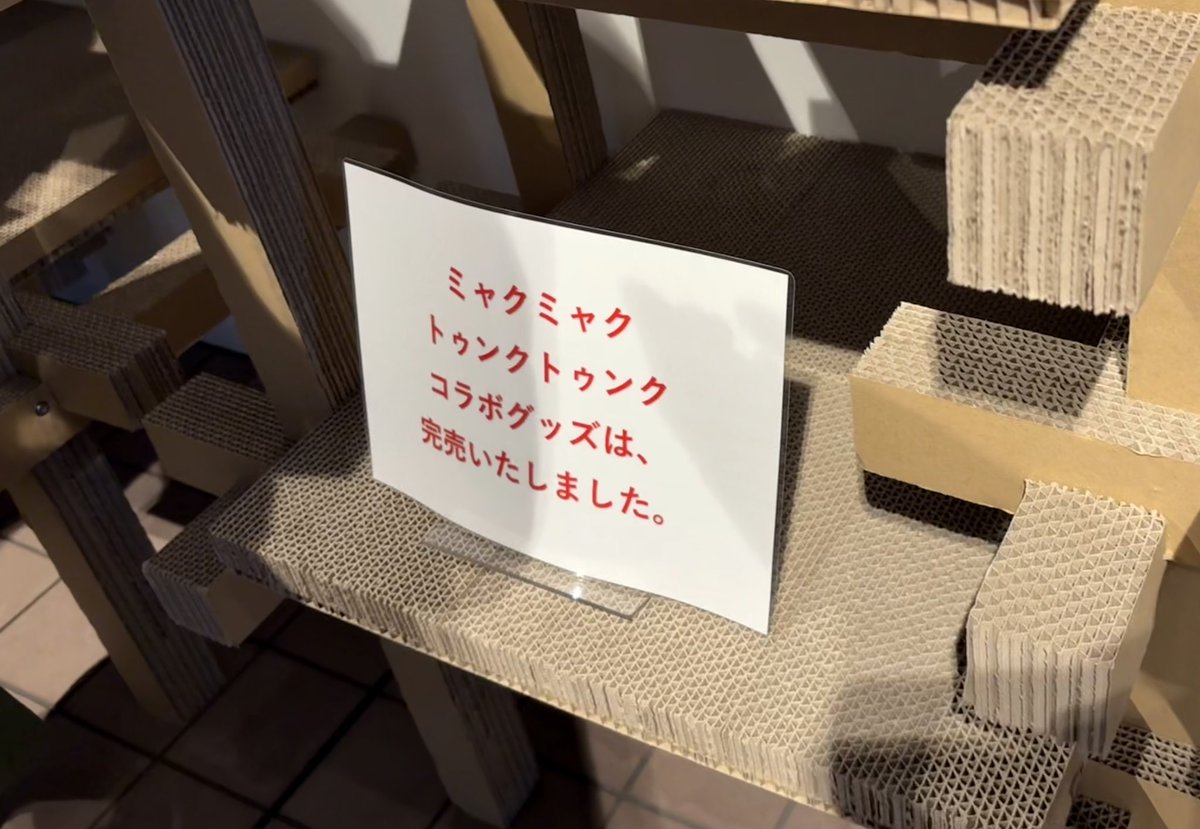 ミャクミャク
トゥンクトゥンク
コラボグッズは、
完売いたしました。